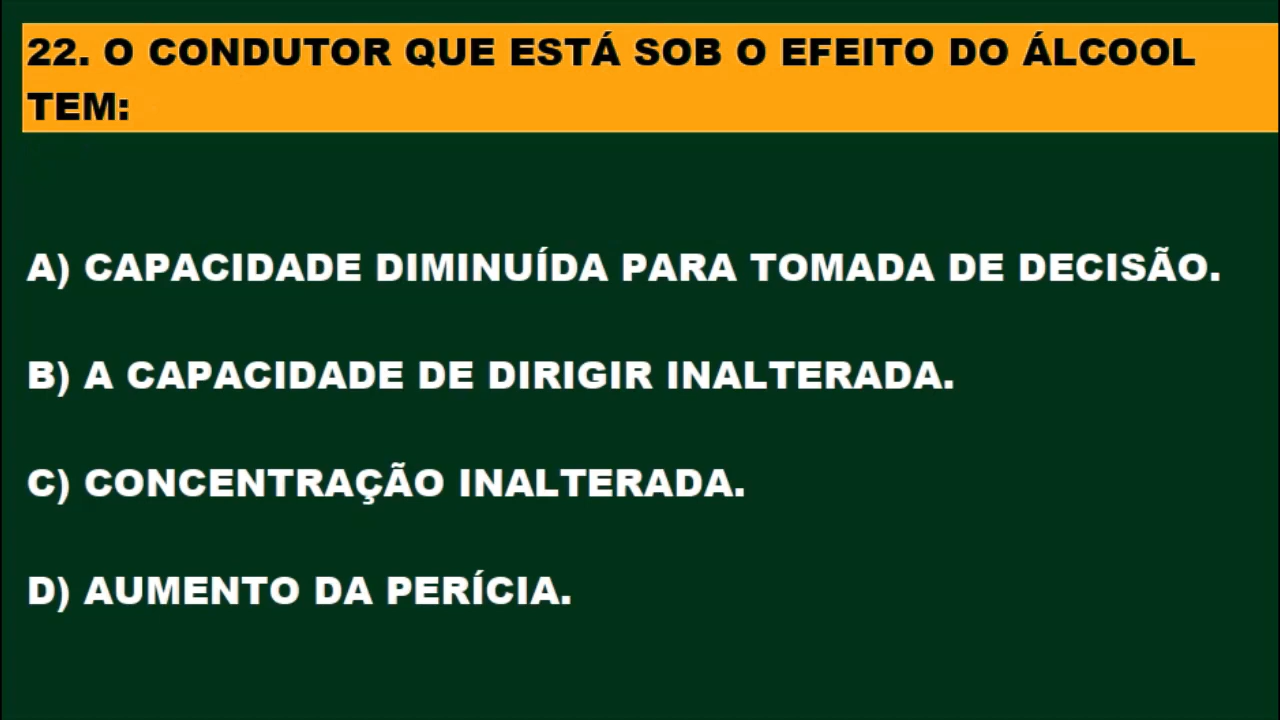 22. O CONDUTOR QUE ESTÁ SOB O EFEITO DO ÁLCOOL
TEM:
A) CAPACIDADE DIMINUÍDA PARA TOMADA DE DECISÃO.
B) A CAPACIDADE DE DIRIGIR INALTERADA.
C) CONCENTRAÇÃO INALTERADA.
D) AUMENTO DA PERÍCIA.